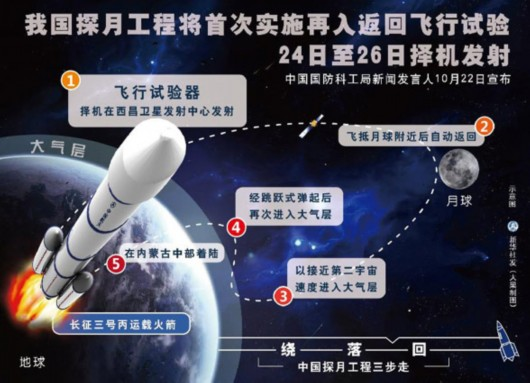 我国探月工程将首次实施再入返回飞行试验
24日至26日择机发射
中国国防科工局新闻发言人10月22日宣布
1
飞行试验器
择机在西昌卫星发射中心发射
大气层
2
飞抵月球附近后自动返回
月球
经跳跃式弹起后
再次进入大气层
4
在内蒙古中部着陆
5
以接近第二宇宙
速度进入大气层
3
长征三号丙运载火箭
地球
绕 落 回
中国探月工程三步走
示意图
新华社发